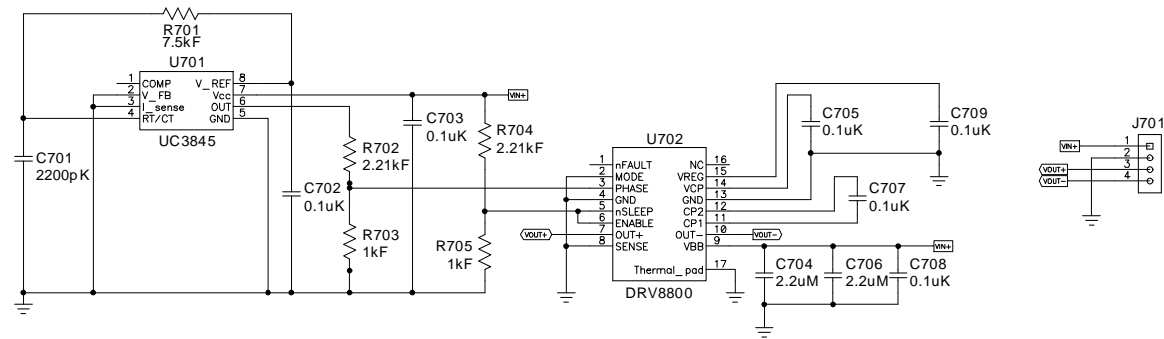 R701
7.5kF
U701
1 COMP V_REF 8
2 V_FB Vcc 7
3 I_sense OUT 6
4 RT/CT GND 5
UC3845
C701
2200pK
C702
0.1uK
R702
2.21kF
R703
1kF
C703
0.1uK
R704
2.21kF
R705
1kF
VIN+
U702
1 nFAULT NC 16
2 MODE VREG 15
3 PHASE VCP 14
4 GND GND 13
5 nSLEEP CP2 12
6 ENABLE CP1 11
7 OUT+ OUT- 10
8 SENSE VBB 9
Thermal_pad 17
DRV8800
VOUT+
VOUT-
C705
0.1uK
C709
0.1uK
C707
0.1uK
VIN+
C704
2.2uM
C706
2.2uM
C708
0.1uK
J701
VIN+ 1
2
VOUT+ 3
VOUT- 4